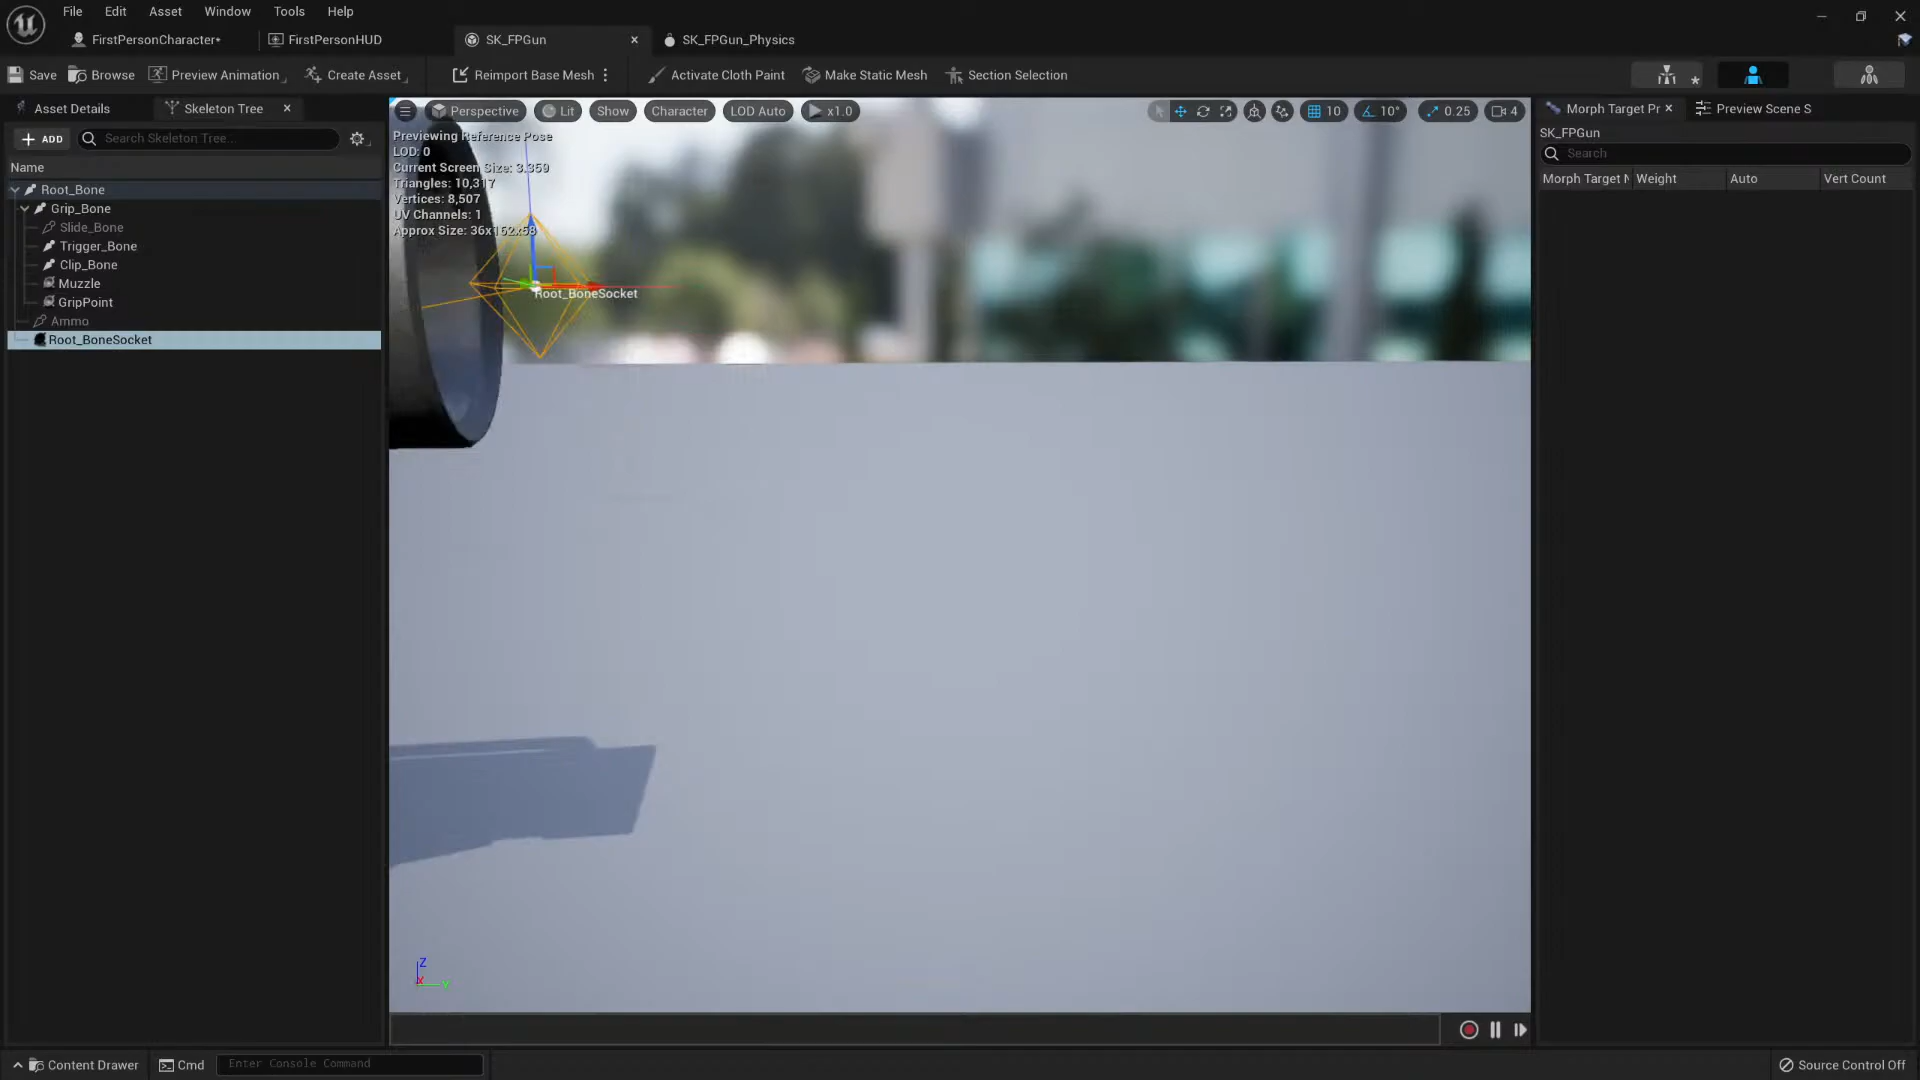 File Edit Asset Window Tools Help
FirstPersonCharacter•
FirstPersonHUD
SK_FPGun
SK_FPGun_Physics
Save
Browse
Preview Animation
Create Asset
Reimport Base Mesh
Activate Cloth Paint
Make Static Mesh
Section Selection
Asset Details
Skeleton Tree
ADD
Search Skeleton Tree...
Name
Root_Bone
Grip_Bone
Slide_Bone
Trigger_Bone
Clip_Bone
Muzzle
GripPoint
Ammo
Root_BoneSocket
Perspective
Lit
Show
Character
LOD Auto
x1.0
10
10°
0.25
4
Previewing Reference Pose
LOD: 0
Current Screen Size: 3.359
Triangles: 10,317
Vertices: 8,507
UV Channels: 1
Approx Size: 36x162x58
Root_BoneSocket
Z
X
Y
Morph Target Pr
Preview Scene S
SK_FPGun
Search
Morph Target N
Weight
Auto
Vert Count
Content Drawer
Cmd
Enter Console Command
Source Control Off